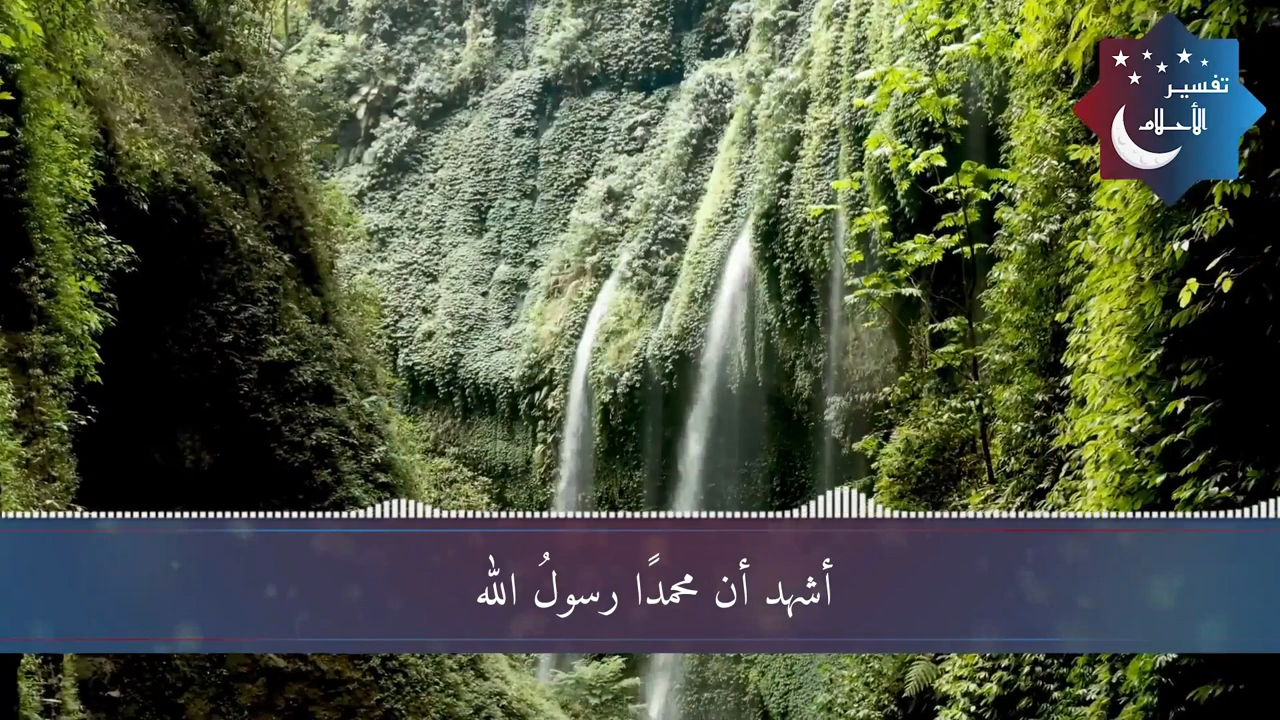 تفسير
الأحلام
أشهد أن محمدًا رسولُ الله